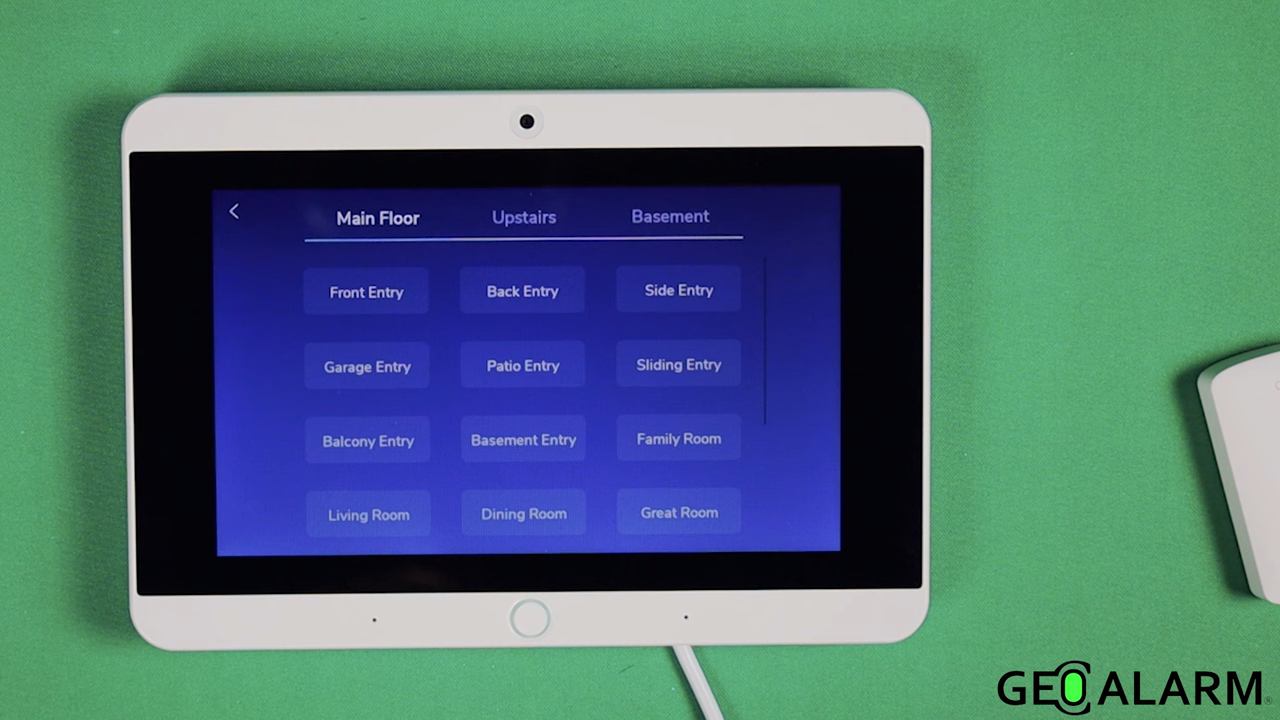 Main Floor Upstairs Basement
Front Entry Back Entry Side Entry
Garage Entry Patio Entry Sliding Entry
Balcony Entry Basement Entry Family Room
Living Room Dining Room Great Room
GEOALARM®